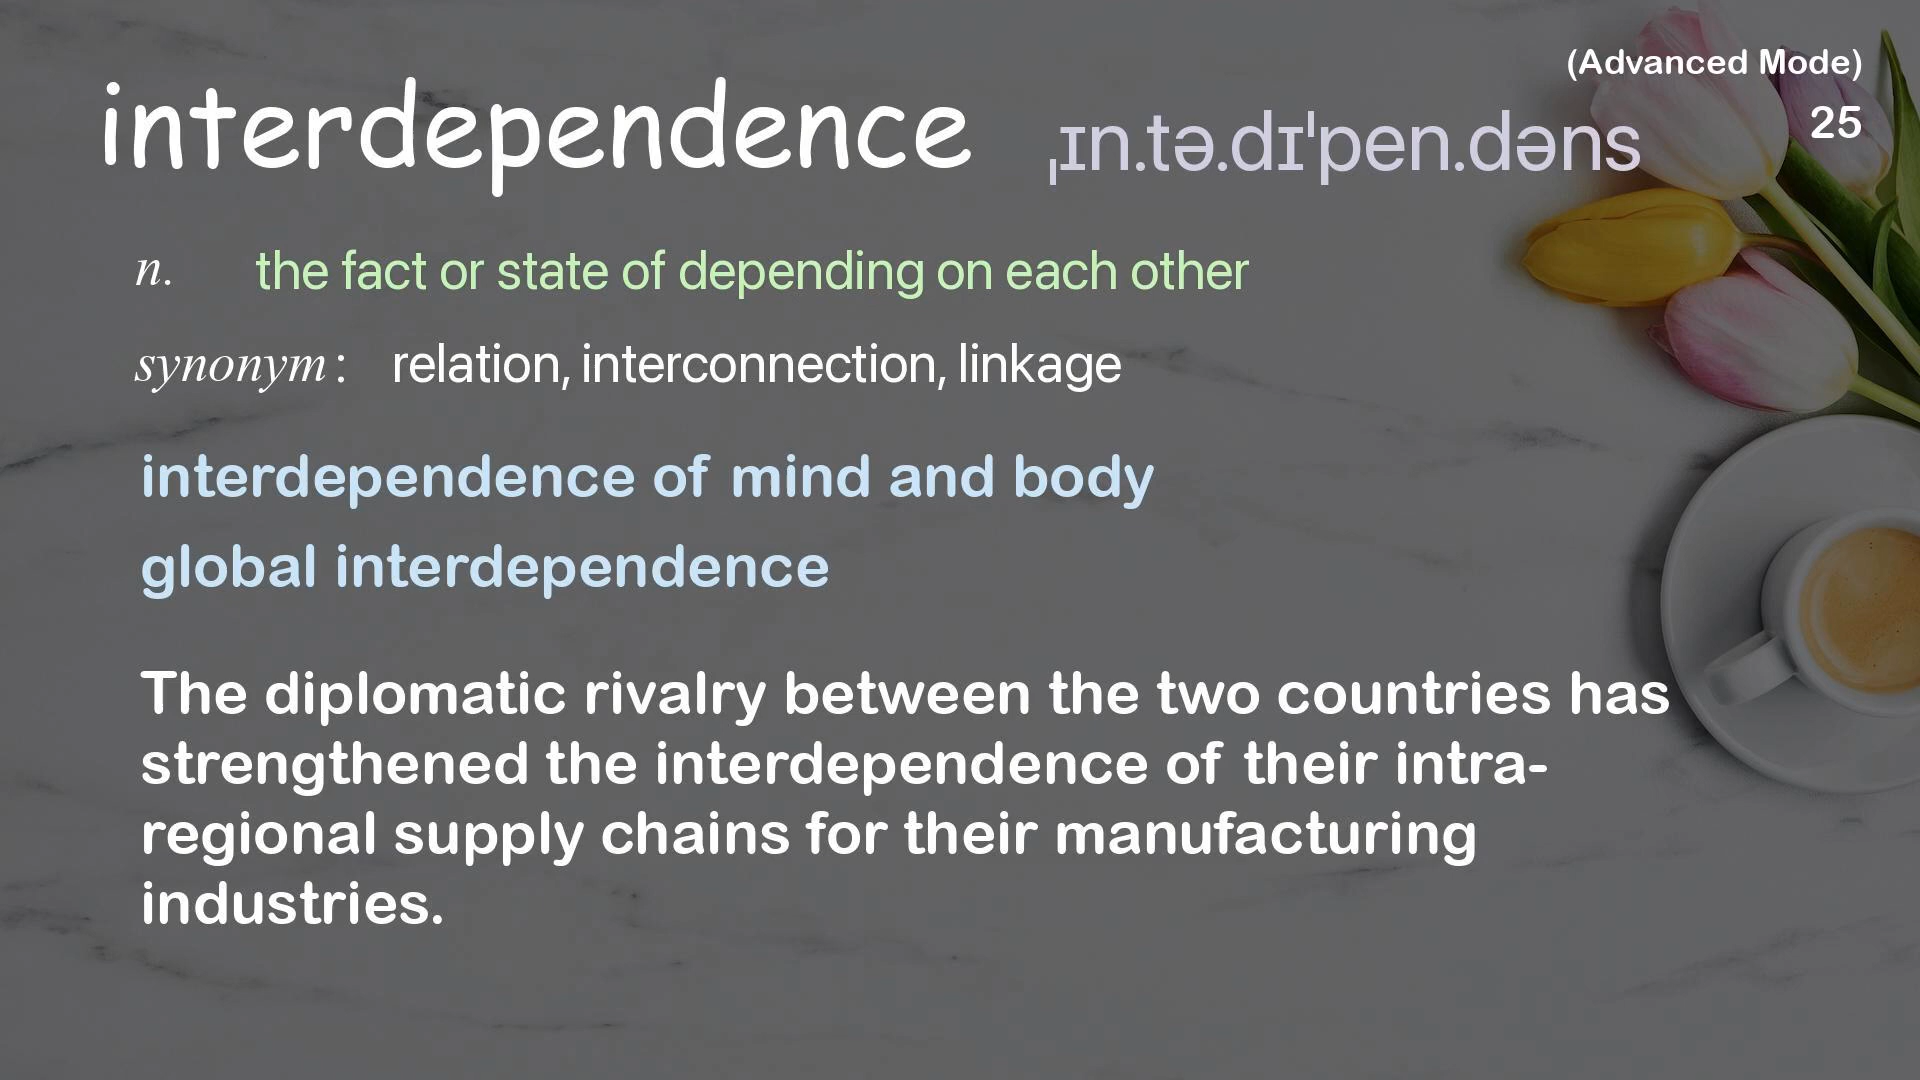 (Advanced Mode)
interdependence ˌɪn.tə.dɪˈpen.dəns 25
n. the fact or state of depending on each other
synonym: relation, interconnection, linkage
interdependence of mind and body
global interdependence
The diplomatic rivalry between the two countries has
strengthened the interdependence of their intra-
regional supply chains for their manufacturing
industries.